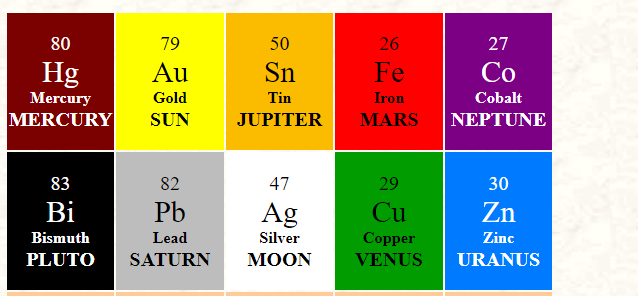 80 79 50 26 27
Hg Au Sn Fe Co
Mercury Gold Tin Iron Cobalt
MERCURY SUN JUPITER MARS NEPTUNE
83 82 47 29 30
Bi Pb Ag Cu Zn
Bismuth Lead Silver Copper Zinc
PLUTO SATURN MOON VENUS URANUS